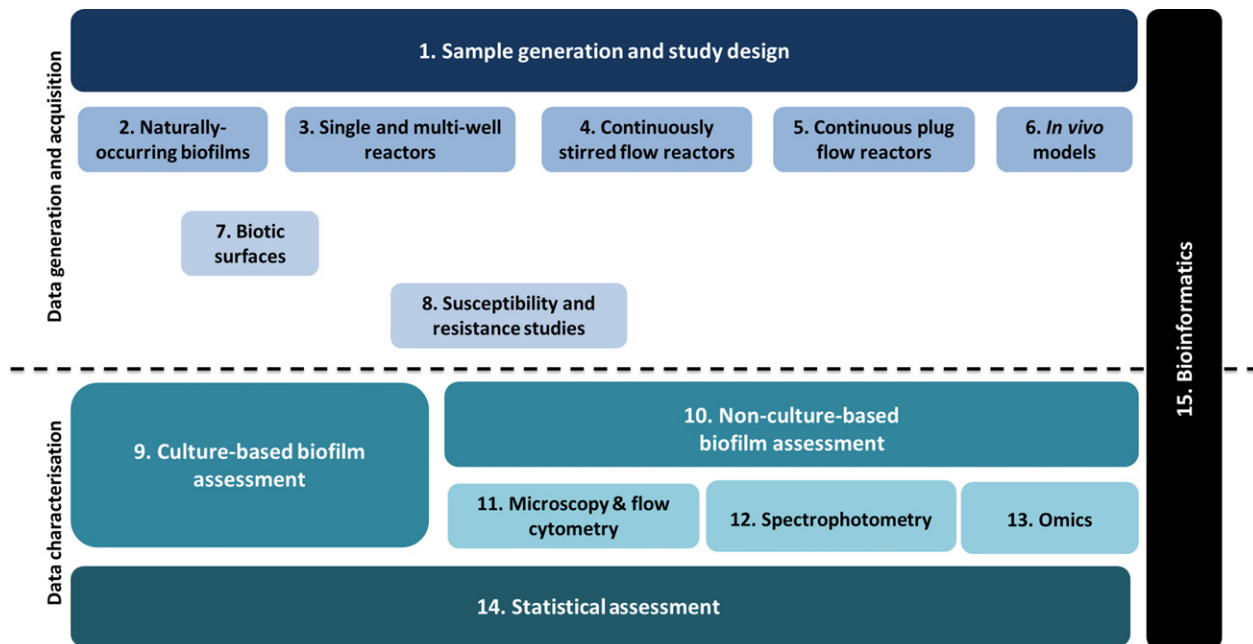 Data generation and acquisition
1. Sample generation and study design
2. Naturally-
occurring biofilms
3. Single and multi-well
reactors
4. Continuously
stirred flow reactors
5. Continuous plug
flow reactors
6. In vivo
models
7. Biotic
surfaces
8. Susceptibility and
resistance studies
15. Bioinformatics
Data characterisation
9. Culture-based biofilm
assessment
10. Non-culture-based
biofilm assessment
11. Microscopy & flow
cytometry
12. Spectrophotometry
13. Omics
14. Statistical assessment